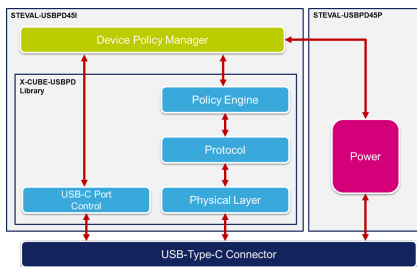 STEVAL-USBPD45I
STEVAL-USBPD45P
Device Policy Manager
X-CUBE-USBPD
Library
Policy Engine
Protocol
Power
USB-C Port
Control
Physical Layer
USB-Type-C Connector